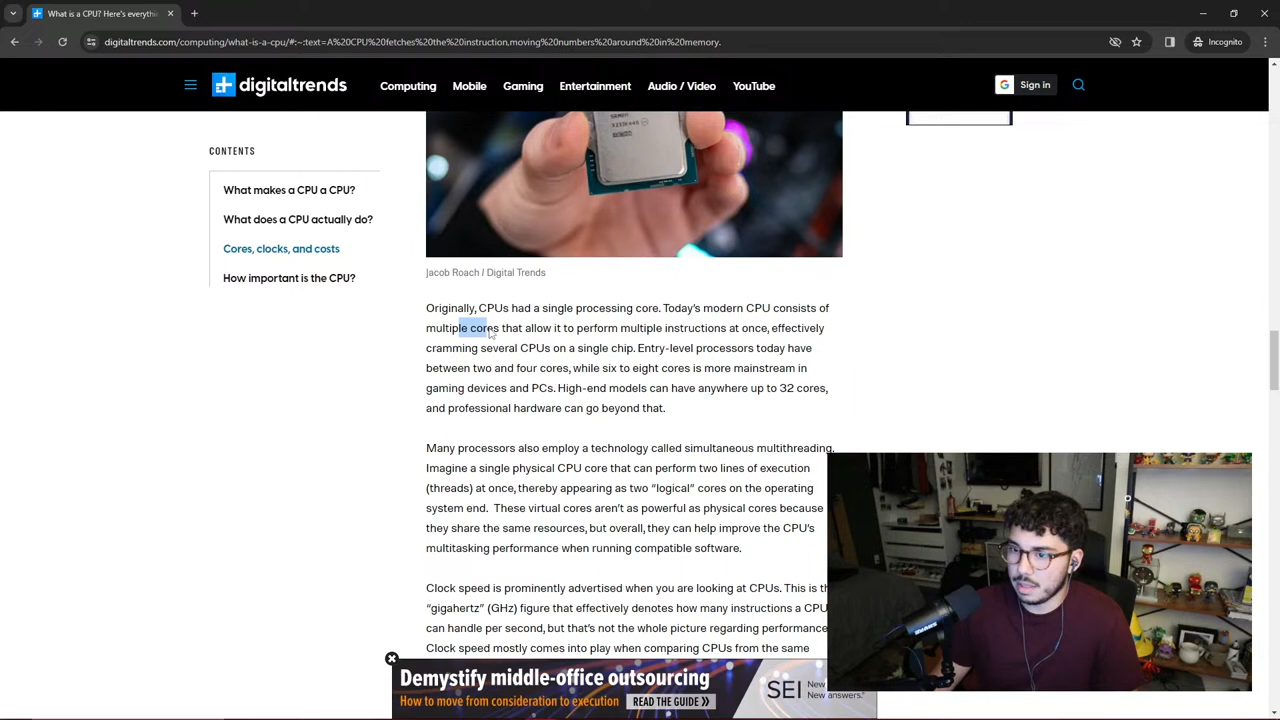 What is a CPU? Here's everythin
digitaltrends.com/computing/what-is-a-cpu/#:~:text=A%20CPU%20fetches%20the%20instruction,moving%20numbers%20around%20in%20memory.
Incognito
digitaltrends
Computing
Mobile
Gaming
Entertainment
Audio / Video
YouTube
Sign in
CONTENTS
What makes a CPU a CPU?
What does a CPU actually do?
Cores, clocks, and costs
How important is the CPU?
Jacob Roach / Digital Trends
Originally, CPUs had a single processing core. Today's modern CPU consists of
multiple cores that allow it to perform multiple instructions at once, effectively
cramming several CPUs on a single chip. Entry-level processors today have
between two and four cores, while six to eight cores is more mainstream in
gaming devices and PCs. High-end models can have anywhere up to 32 cores,
and professional hardware can go beyond that.
Many processors also employ a technology called simultaneous multithreading.
Imagine a single physical CPU core that can perform two lines of execution
(threads) at once, thereby appearing as two “logical” cores on the operating
system end. These virtual cores aren't as powerful as physical cores because
they share the same resources, but overall, they can help improve the CPU's
multitasking performance when running compatible software.
Clock speed is prominently advertised when you are looking at CPUs. This is th
“gigahertz” (GHz) figure that effectively denotes how many instructions a CPU
can handle per second, but that's not the whole picture regarding performance
Clock speed mostly comes into play when comparing CPUs from the same
Demystify middle-office outsourcing
How to move from consideration to execution
READ THE GUIDE »
SEI
New
New answers.